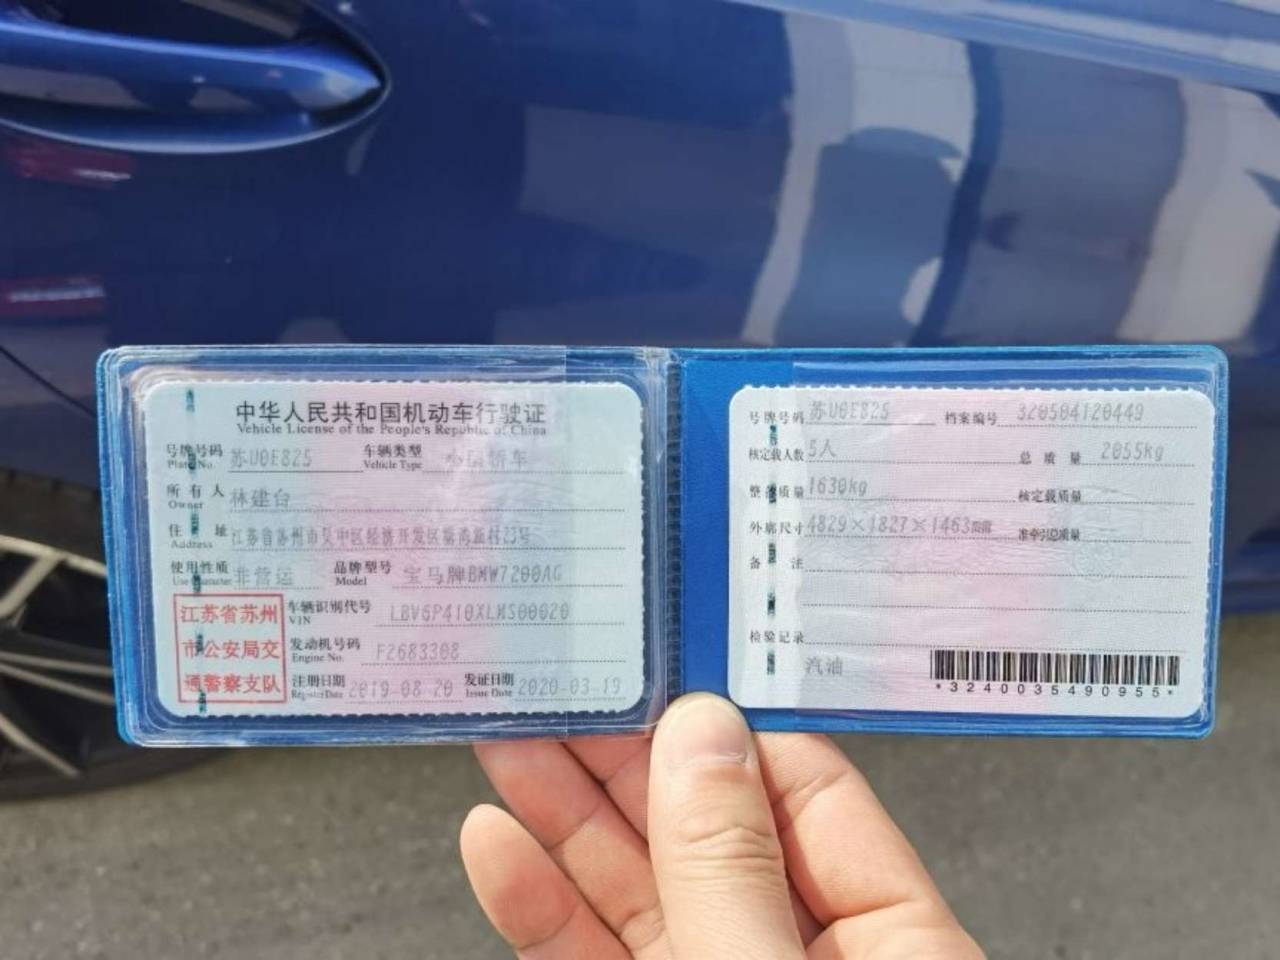 中华人民共和国机动车行驶证
Vehicle License of the People's Republic of China
号牌号码 苏U0E825 车辆类型 小型轿车
Plate No. Vehicle Type
所有人 林建台
Owner
住址 江苏省苏州市吴中区经济开发区 新村23号
Address
使用性质 非营运 品牌型号 宝马牌BMW7200AG
Use Character Model
江苏省苏州
市公安局交
通警察支队
车辆识别代号 LBV6P410XLMS00020
VIN
发动机号码 F2683308
Engine No.
注册日期 2019-08-20 发证日期 2020-03-19
Register Date Issue Date
号牌号码 苏U0E825 档案编号 320504120449
核定载人数 5人 总质量 2055kg
整备质量 1630kg 核定载质量
外廓尺寸 4829×1827×1463mm 准牵引总质量
备注
检验记录
汽油
*3240035490955*